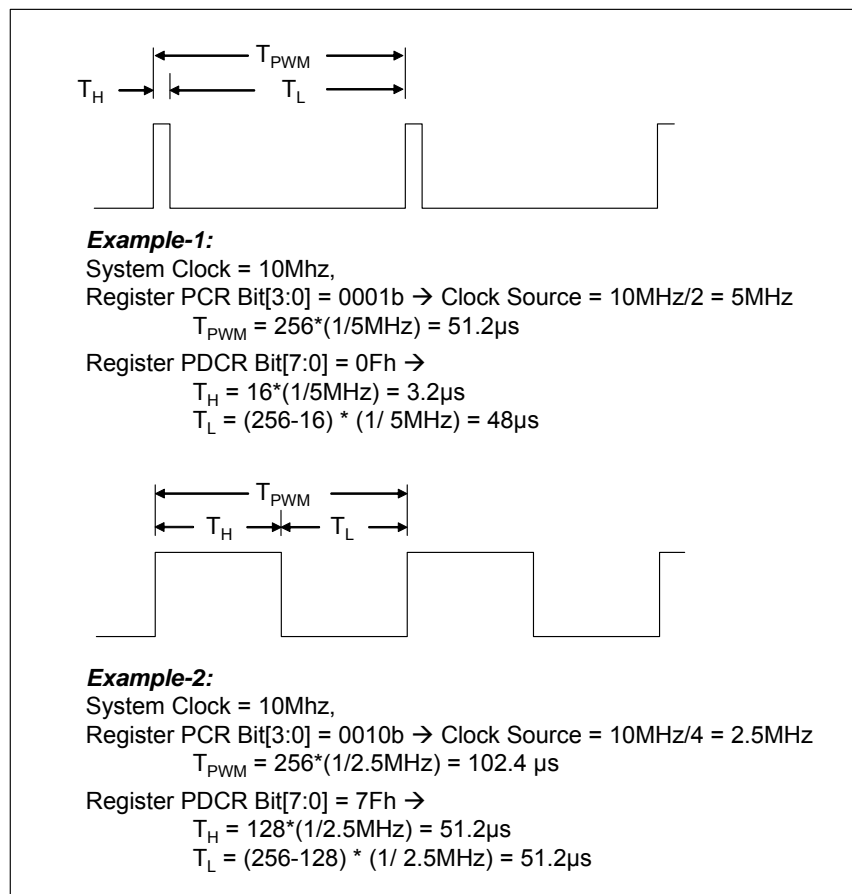 T_PWM
T_H T_L
Example-1:
System Clock = 10Mhz,
Register PCR Bit[3:0] = 0001b → Clock Source = 10MHz/2 = 5MHz
T_PWM = 256*(1/5MHz) = 51.2µs
Register PDCR Bit[7:0] = 0Fh →
T_H = 16*(1/5MHz) = 3.2µs
T_L = (256-16) * (1/ 5MHz) = 48µs
T_PWM
T_H T_L
Example-2:
System Clock = 10Mhz,
Register PCR Bit[3:0] = 0010b → Clock Source = 10MHz/4 = 2.5MHz
T_PWM = 256*(1/2.5MHz) = 102.4 µs
Register PDCR Bit[7:0] = 7Fh →
T_H = 128*(1/2.5MHz) = 51.2µs
T_L = (256-128) * (1/ 2.5MHz) = 51.2µs